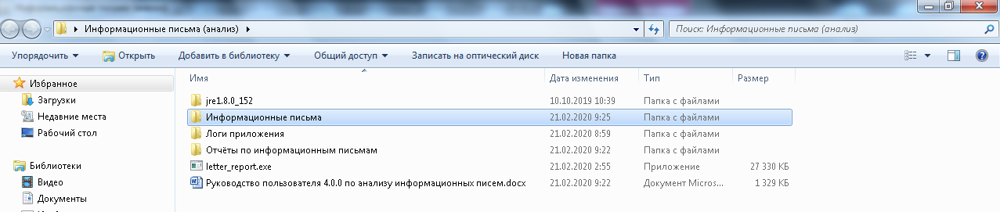 Информационные письма (анализ)
Поиск: Информационные письма (анализ)
Упорядочить Открыть Добавить в библиотеку Общий доступ Записать на оптический диск Новая папка
Избранное
Загрузки
Недавние места
Рабочий стол
Библиотеки
Видео
Документы
Имя Дата изменения Тип Размер
jre1.8.0_152 10.10.2019 10:39 Папка с файлами
Информационные письма 21.02.2020 9:25 Папка с файлами
Логи приложения 21.02.2020 8:59 Папка с файлами
Отчёты по информационным письмам 21.02.2020 9:22 Папка с файлами
letter_report.exe 21.02.2020 2:55 Приложение 27 330 КБ
Руководство пользователя 4.0.0 по анализу информационных писем.docx 21.02.2020 9:22 Документ Micros... 1 329 КБ